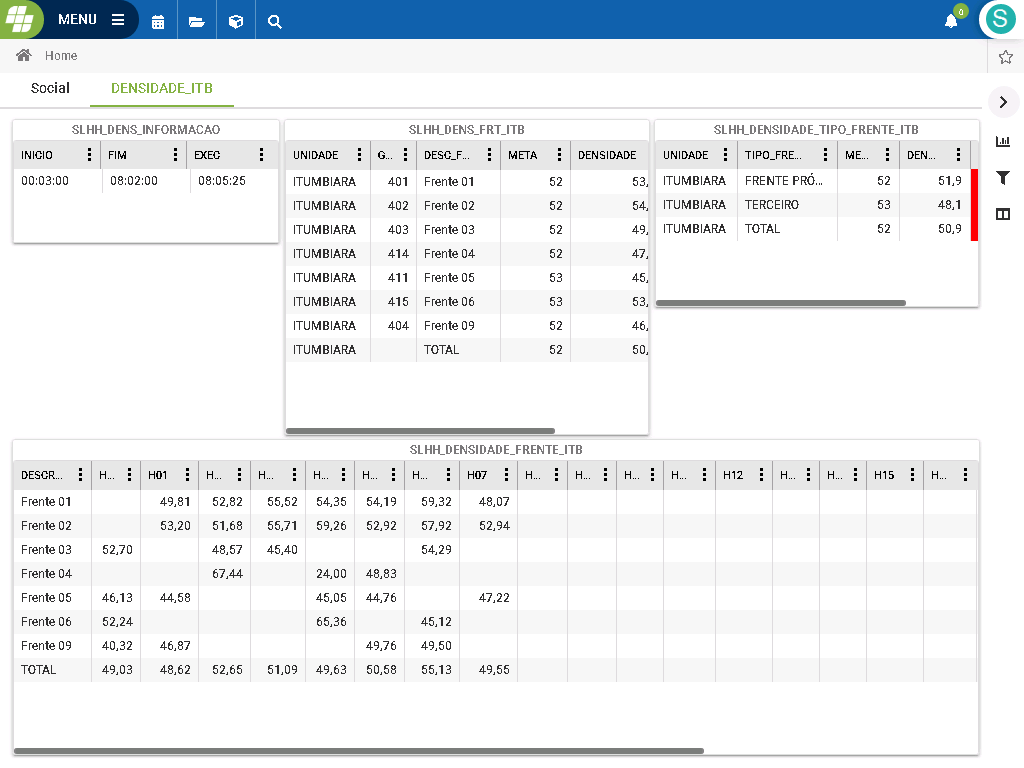 MENU
0
S
Home
Social DENSIDADE_ITB
SLHH_DENS_INFORMACAO
INICIO FIM EXEC
00:03:00 08:02:00 08:05:25
SLHH_DENS_FRT_ITB
UNIDADE G... DESC_F... META DENSIDADE
ITUMBIARA 401 Frente 01 52 53,
ITUMBIARA 402 Frente 02 52 54,
ITUMBIARA 403 Frente 03 52 49,
ITUMBIARA 414 Frente 04 52 47,
ITUMBIARA 411 Frente 05 53 45,
ITUMBIARA 415 Frente 06 53 53,
ITUMBIARA 404 Frente 09 52 46,
ITUMBIARA TOTAL 52 50,
SLHH_DENSIDADE_TIPO_FRENTE_ITB
UNIDADE TIPO_FRE... ME... DEN...
ITUMBIARA FRENTE PRÓ... 52 51,9
ITUMBIARA TERCEIRO 53 48,1
ITUMBIARA TOTAL 52 50,9
SLHH_DENSIDADE_FRENTE_ITB
DESCR... H... H01 H... H... H... H... H... H07 H... H... H... H... H12 H... H... H15 H...
Frente 01 49,81 52,82 55,52 54,35 54,19 59,32 48,07
Frente 02 53,20 51,68 55,71 59,26 52,92 57,92 52,94
Frente 03 52,70 48,57 45,40 54,29
Frente 04 67,44 24,00 48,83
Frente 05 46,13 44,58 45,05 44,76 47,22
Frente 06 52,24 65,36 45,12
Frente 09 40,32 46,87 49,76 49,50
TOTAL 49,03 48,62 52,65 51,09 49,63 50,58 55,13 49,55